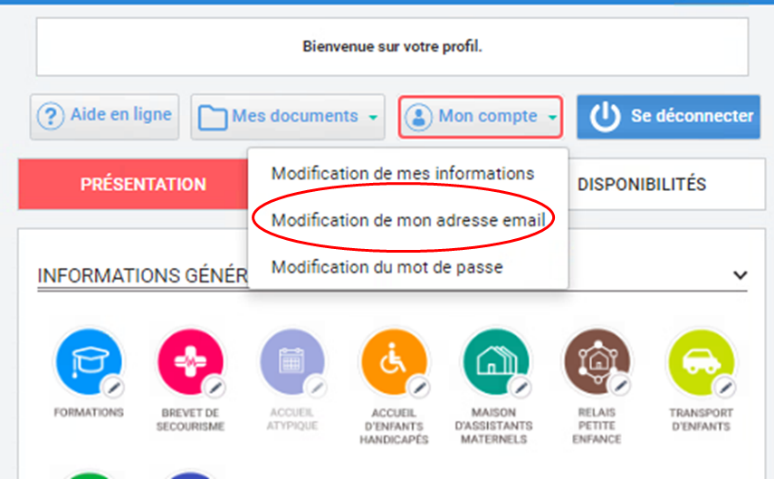 Bienvenue sur votre profil.
Aide en ligne
Mes documents
Mon compte
Se déconnecter
PRÉSENTATION
Modification de mes informations
DISPONIBILITÉS
Modification de mon adresse email
Modification du mot de passe
INFORMATIONS GÉNÉR
FORMATIONS
BREVET DE
SECOURISME
ACCUEIL
ATYPIQUE
ACCUEIL
D'ENFANTS
HANDICAPÉS
MAISON
D'ASSISTANTS
MATERNELS
RELAIS
PETITE
ENFANCE
TRANSPORT
D'ENFANTS